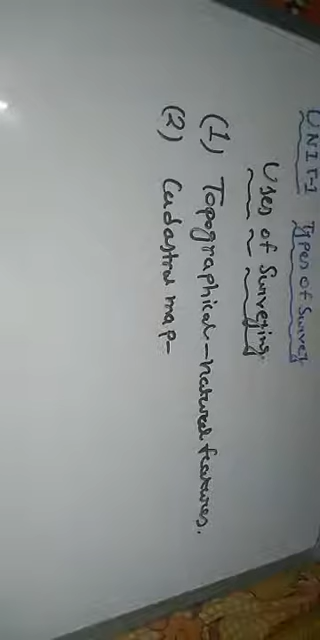 UNIT-1 Types of Survey
Uses of Surveying.
(1) Topographical - natural features.
(2) Cadastral map -